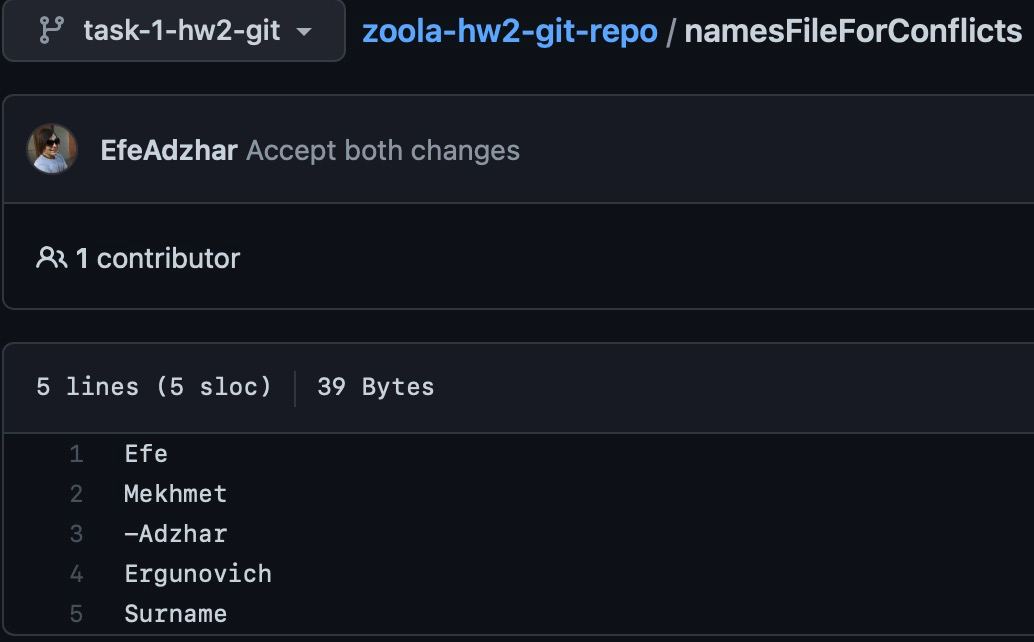 task-1-hw2-git zoola-hw2-git-repo / namesFileForConflicts
EfeAdzhar Accept both changes
1 contributor
5 lines (5 sloc) 39 Bytes
1 Efe
2 Mekhmet
3 –Adzhar
4 Ergunovich
5 Surname